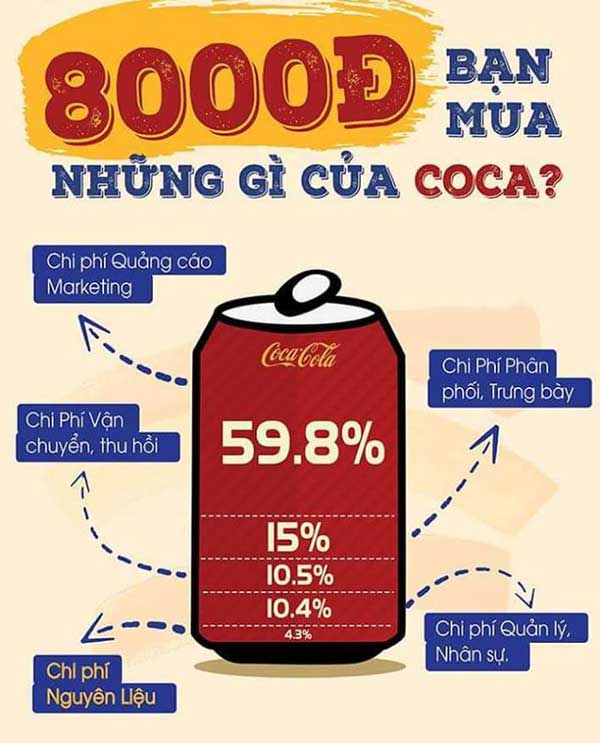 8000Đ
BẠN
MUA
NHỮNG GÌ CỦA COCA?
Chi phí Quảng cáo
Marketing
Coca-Cola
Chi Phí Phân
phối, Trưng bày
Chi Phí Vận
chuyển, thu hồi
59.8%
15%
10.5%
10.4%
4.3%
Chi phí Quản lý,
Nhân sự.
Chi phí
Nguyên Liệu